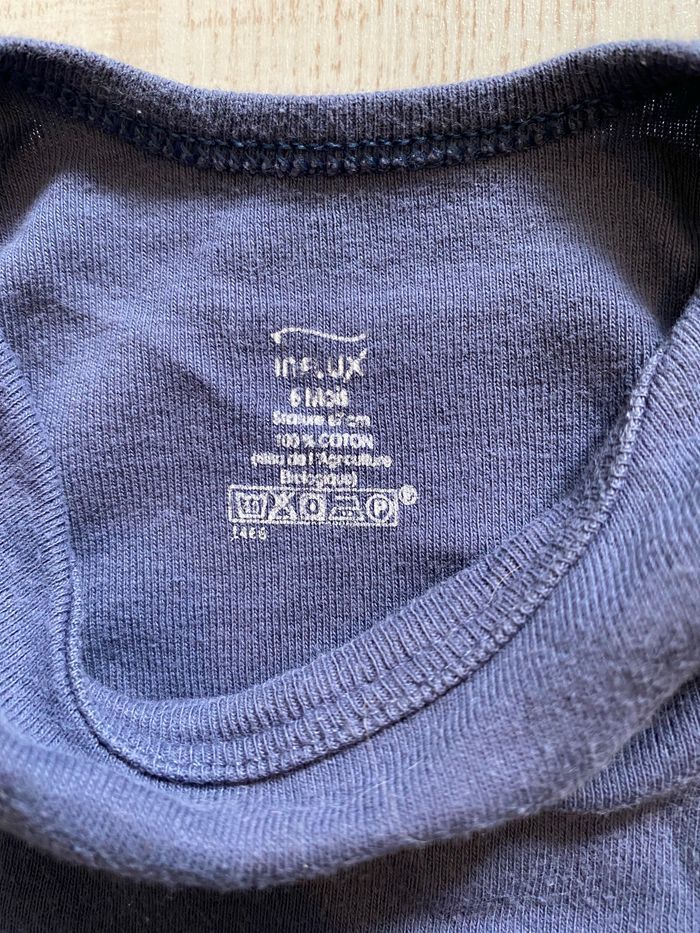 InFLUX
6 Mois
Stature 67 cm
100 % COTON
(issu de l'Agriculture
Biologique)
P